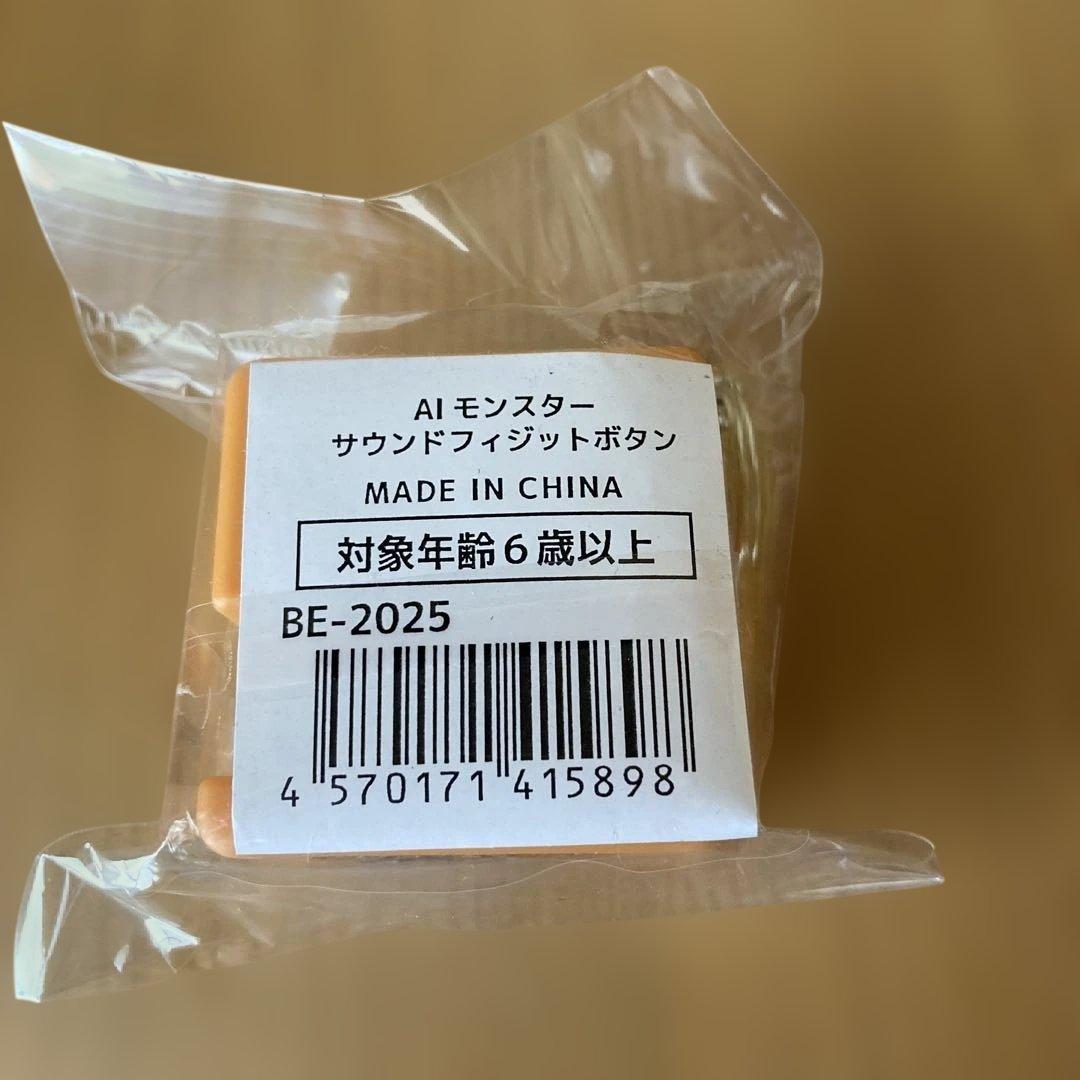 AI モンスター
サウンドフィジットボタン
MADE IN CHINA
対象年齢6歳以上
BE-2025
4 570171 415898